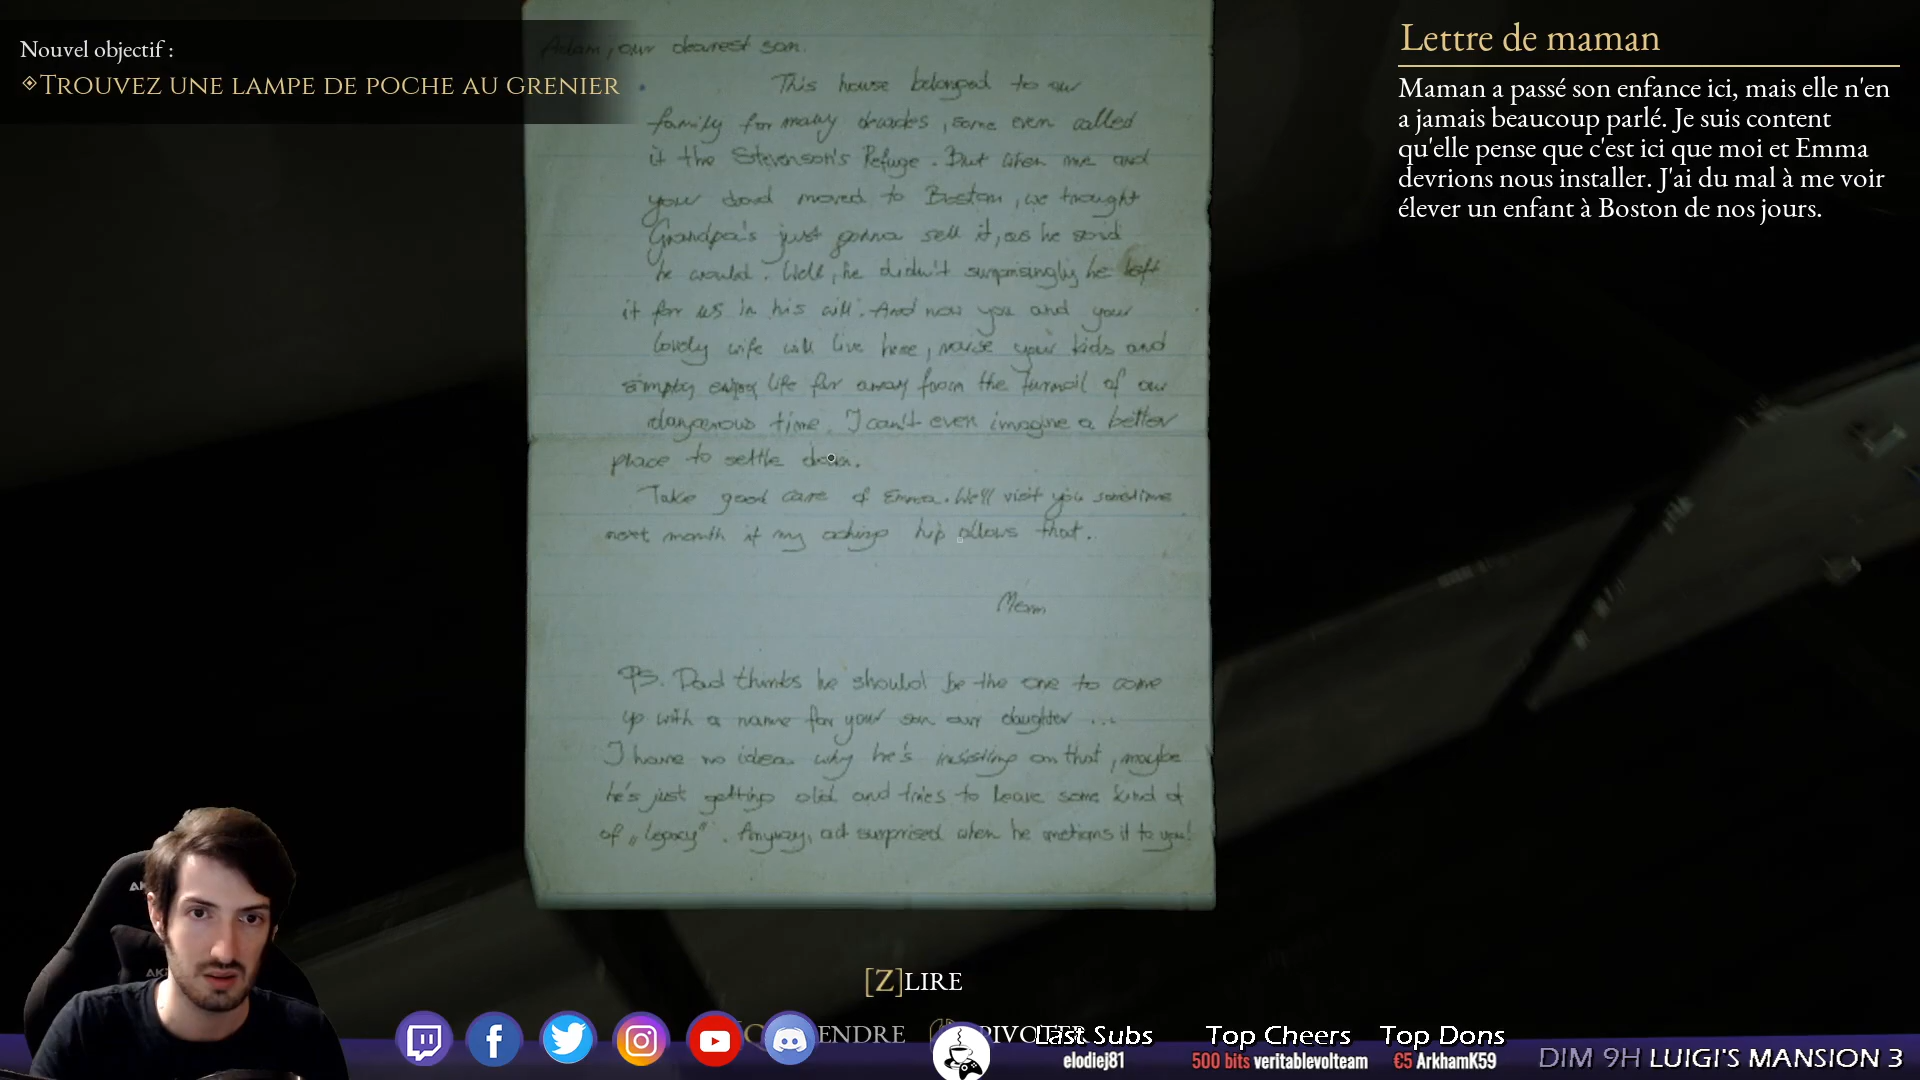 Nouvel objectif :
TROUVEZ UNE LAMPE DE POCHE AU GRENIER
Adam, our dearest son.
This house belonged to our
family for many decades, some even called
it the Stevenson's Refuge. But when me and
your dad moved to Boston, we tought
Grandpa's just gonna sell it, as he said
he would. Well, he didn't surprisingly he left
it for us in his will. And now you and your
lovely wife will live here, raise your kids and
simply enjoy life far away from the turmoil of our
dangerous time. I can't even imagine a better
place to settle down.
Take good care of Emma. We'll visit you sometime
next month if my aching hip allows that.
Mom
PS. Dad thinks he should be the one to come
up with a name for your son our daughter ...
I have no idea why he's insisting on that, maybe
he's just getting old and tries to leave some kind of
of „legacy". Anyway, act surprised when he metions it to you!
Lettre de maman
Maman a passé son enfance ici, mais elle n'en
a jamais beaucoup parlé. Je suis content
qu'elle pense que c'est ici que moi et Emma
devrions nous installer. J'ai du mal à me voir
élever un enfant à Boston de nos jours.
[Z]LIRE
ENDRE
PIVOTER
Last Subs
elodiej81
Top Cheers
500 bits veritablevolteam
Top Dons
€5 ArkhamK59
DIM 9H LUIGI'S MANSION 3